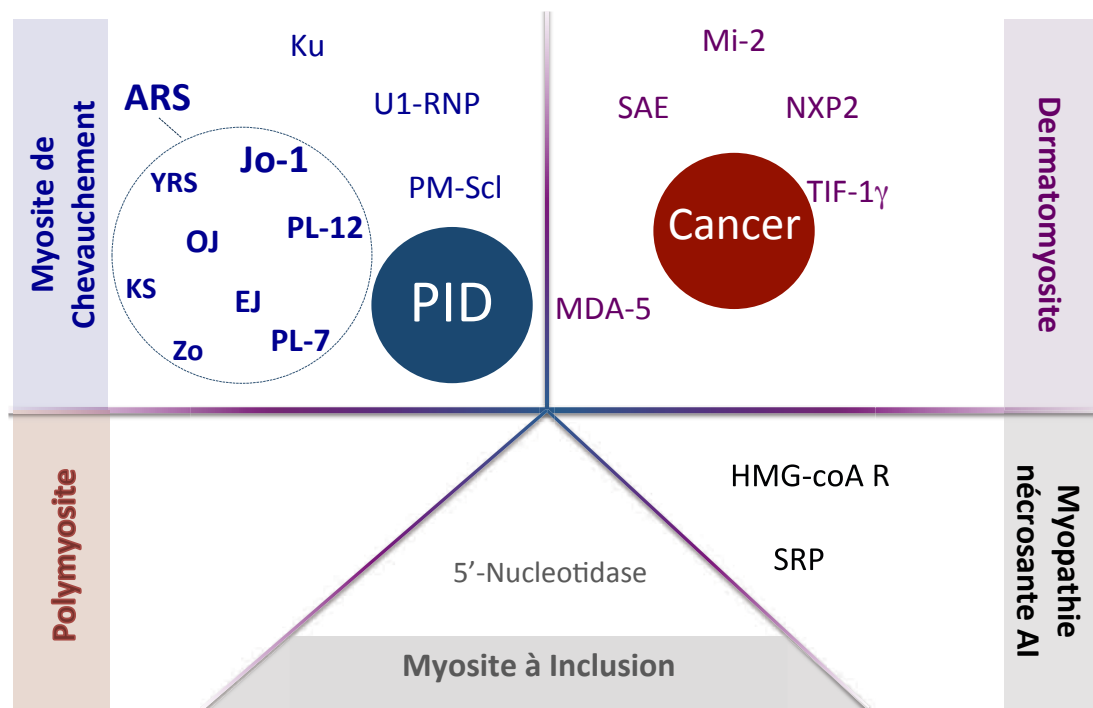 Myosite de
Chevauchement
Ku
ARS
U1-RNP
Jo-1
YRS
PM-Scl
PL-12
OJ
KS
EJ
PL-7
Zo
PID
Mi-2
SAE
NXP2
TIF-1γ
Cancer
MDA-5
Dermatomyosite
Polymyosite
5’-Nucleotidase
Myosite à Inclusion
HMG-coA R
SRP
Myopathie
nécrosante AI